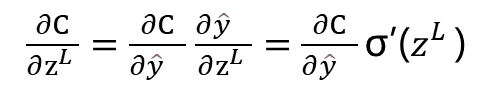 ∂C/∂z^L = ∂C/∂ŷ ∂ŷ/∂z^L = ∂C/∂ŷ σ′(z^L)